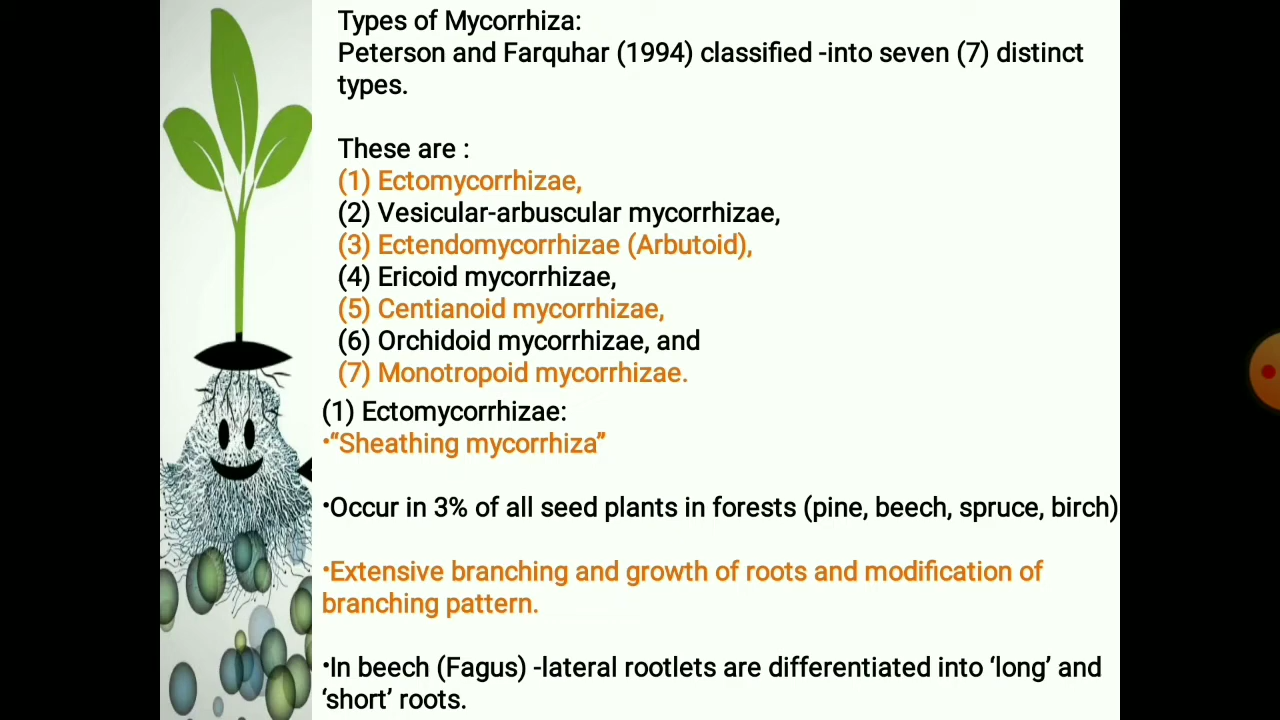 Types of Mycorrhiza:
Peterson and Farquhar (1994) classified -into seven (7) distinct
types.
These are :
(1) Ectomycorrhizae,
(2) Vesicular-arbuscular mycorrhizae,
(3) Ectendomycorrhizae (Arbutoid),
(4) Ericoid mycorrhizae,
(5) Centianoid mycorrhizae,
(6) Orchidoid mycorrhizae, and
(7) Monotropoid mycorrhizae.
(1) Ectomycorrhizae:
•“Sheathing mycorrhiza”
•Occur in 3% of all seed plants in forests (pine, beech, spruce, birch)
•Extensive branching and growth of roots and modification of
branching pattern.
•In beech (Fagus) -lateral rootlets are differentiated into ‘long’ and
‘short’ roots.